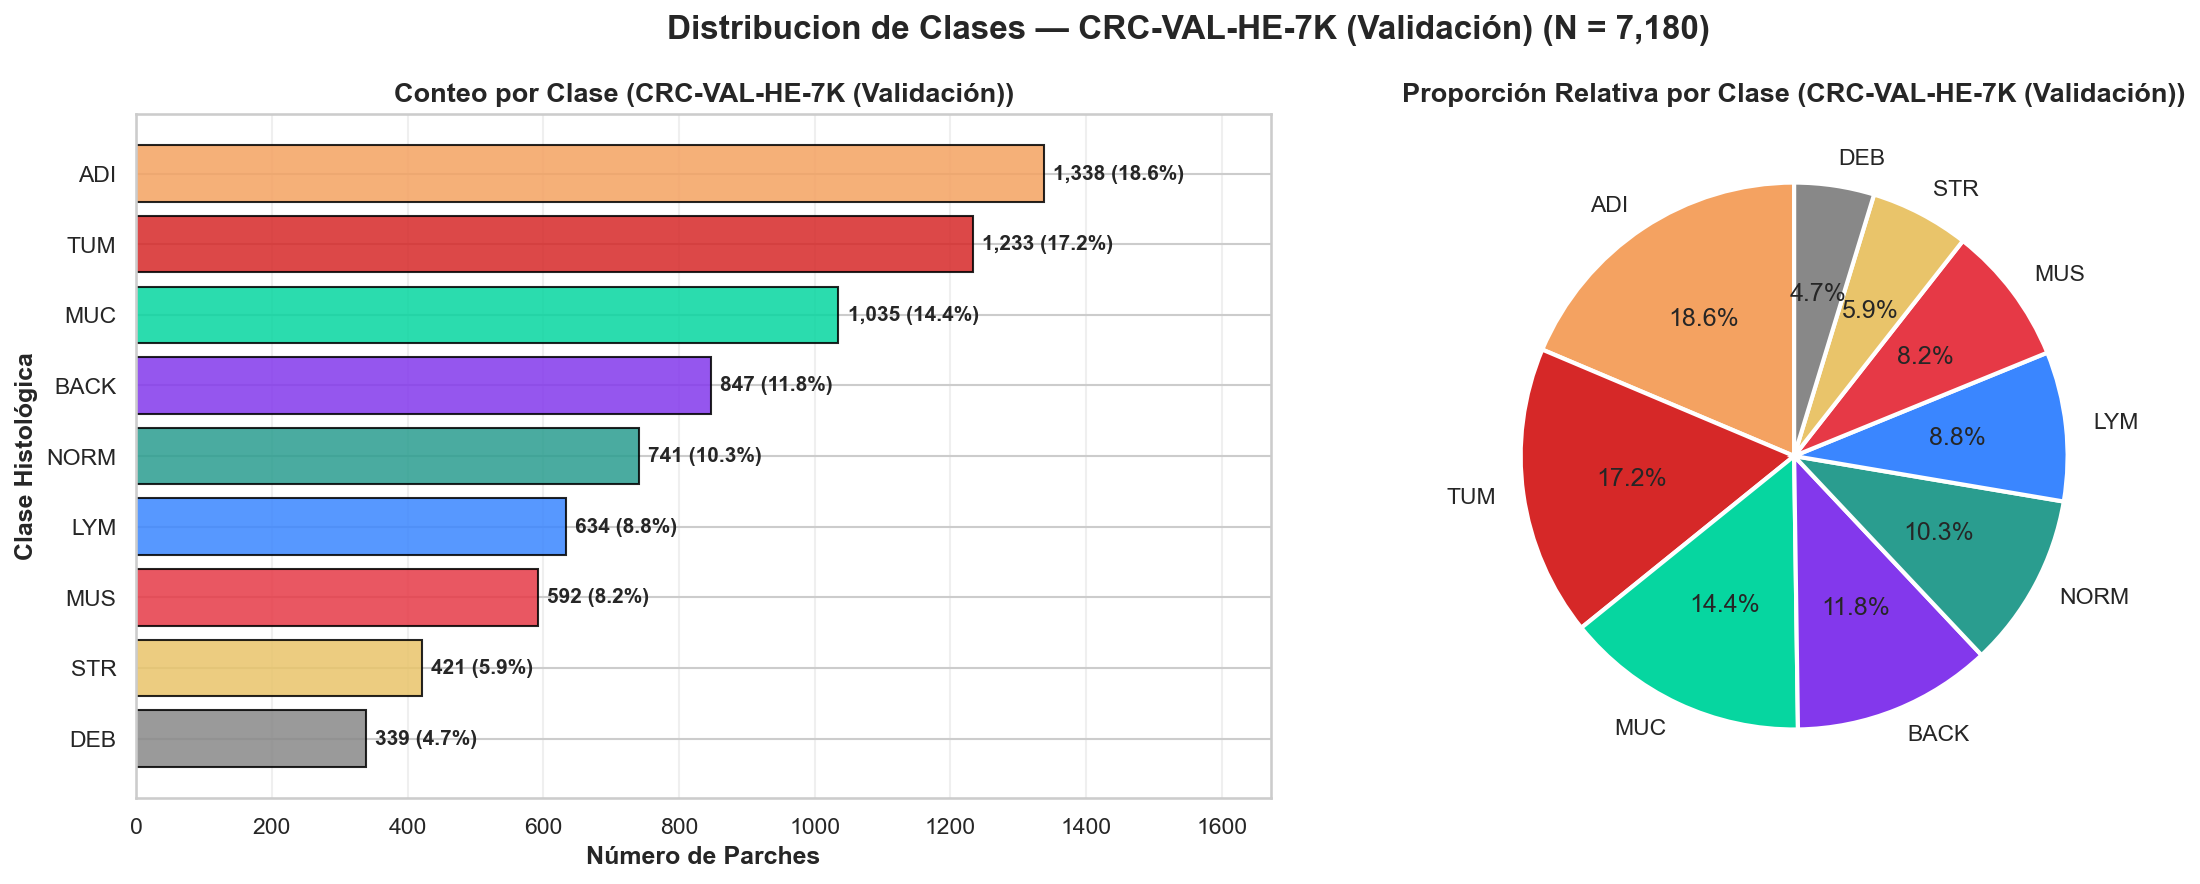 Distribucion de Clases — CRC-VAL-HE-7K (Validación) (N = 7,180)
Conteo por Clase (CRC-VAL-HE-7K (Validación))
Clase Histológica
ADI
1,338 (18.6%)
TUM
1,233 (17.2%)
MUC
1,035 (14.4%)
BACK
847 (11.8%)
NORM
741 (10.3%)
LYM
634 (8.8%)
MUS
592 (8.2%)
STR
421 (5.9%)
DEB
339 (4.7%)
0 200 400 600 800 1000 1200 1400 1600
Número de Parches
Proporción Relativa por Clase (CRC-VAL-HE-7K (Validación))
ADI
18.6%
TUM
17.2%
MUC
14.4%
BACK
11.8%
NORM
10.3%
LYM
8.8%
MUS
8.2%
STR
5.9%
DEB
4.7%